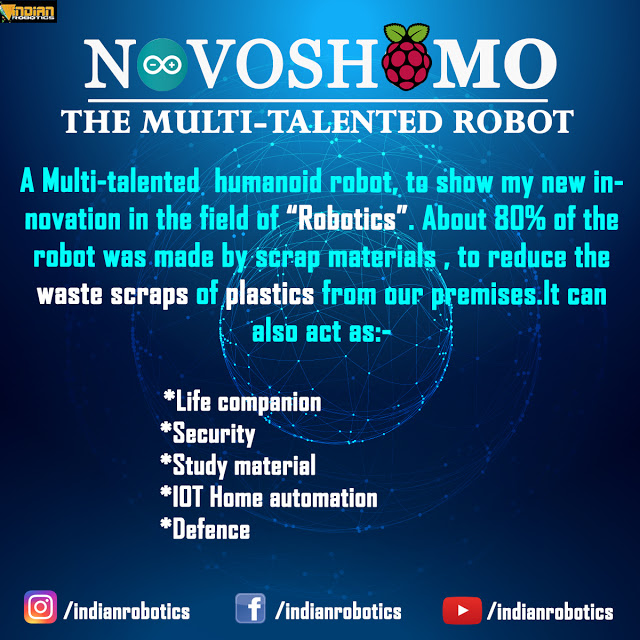 INDIAN
ROBOTICS
NOVOSHOMO
THE MULTI-TALENTED ROBOT
A Multi-talented humanoid robot, to show my new in-
novation in the field of “Robotics”. About 80% of the
robot was made by scrap materials , to reduce the
waste scraps of plastics from our premises.It can
also act as:-
*Life companion
*Security
*Study material
*IOT Home automation
*Defence
/indianrobotics
/indianrobotics
/indianrobotics